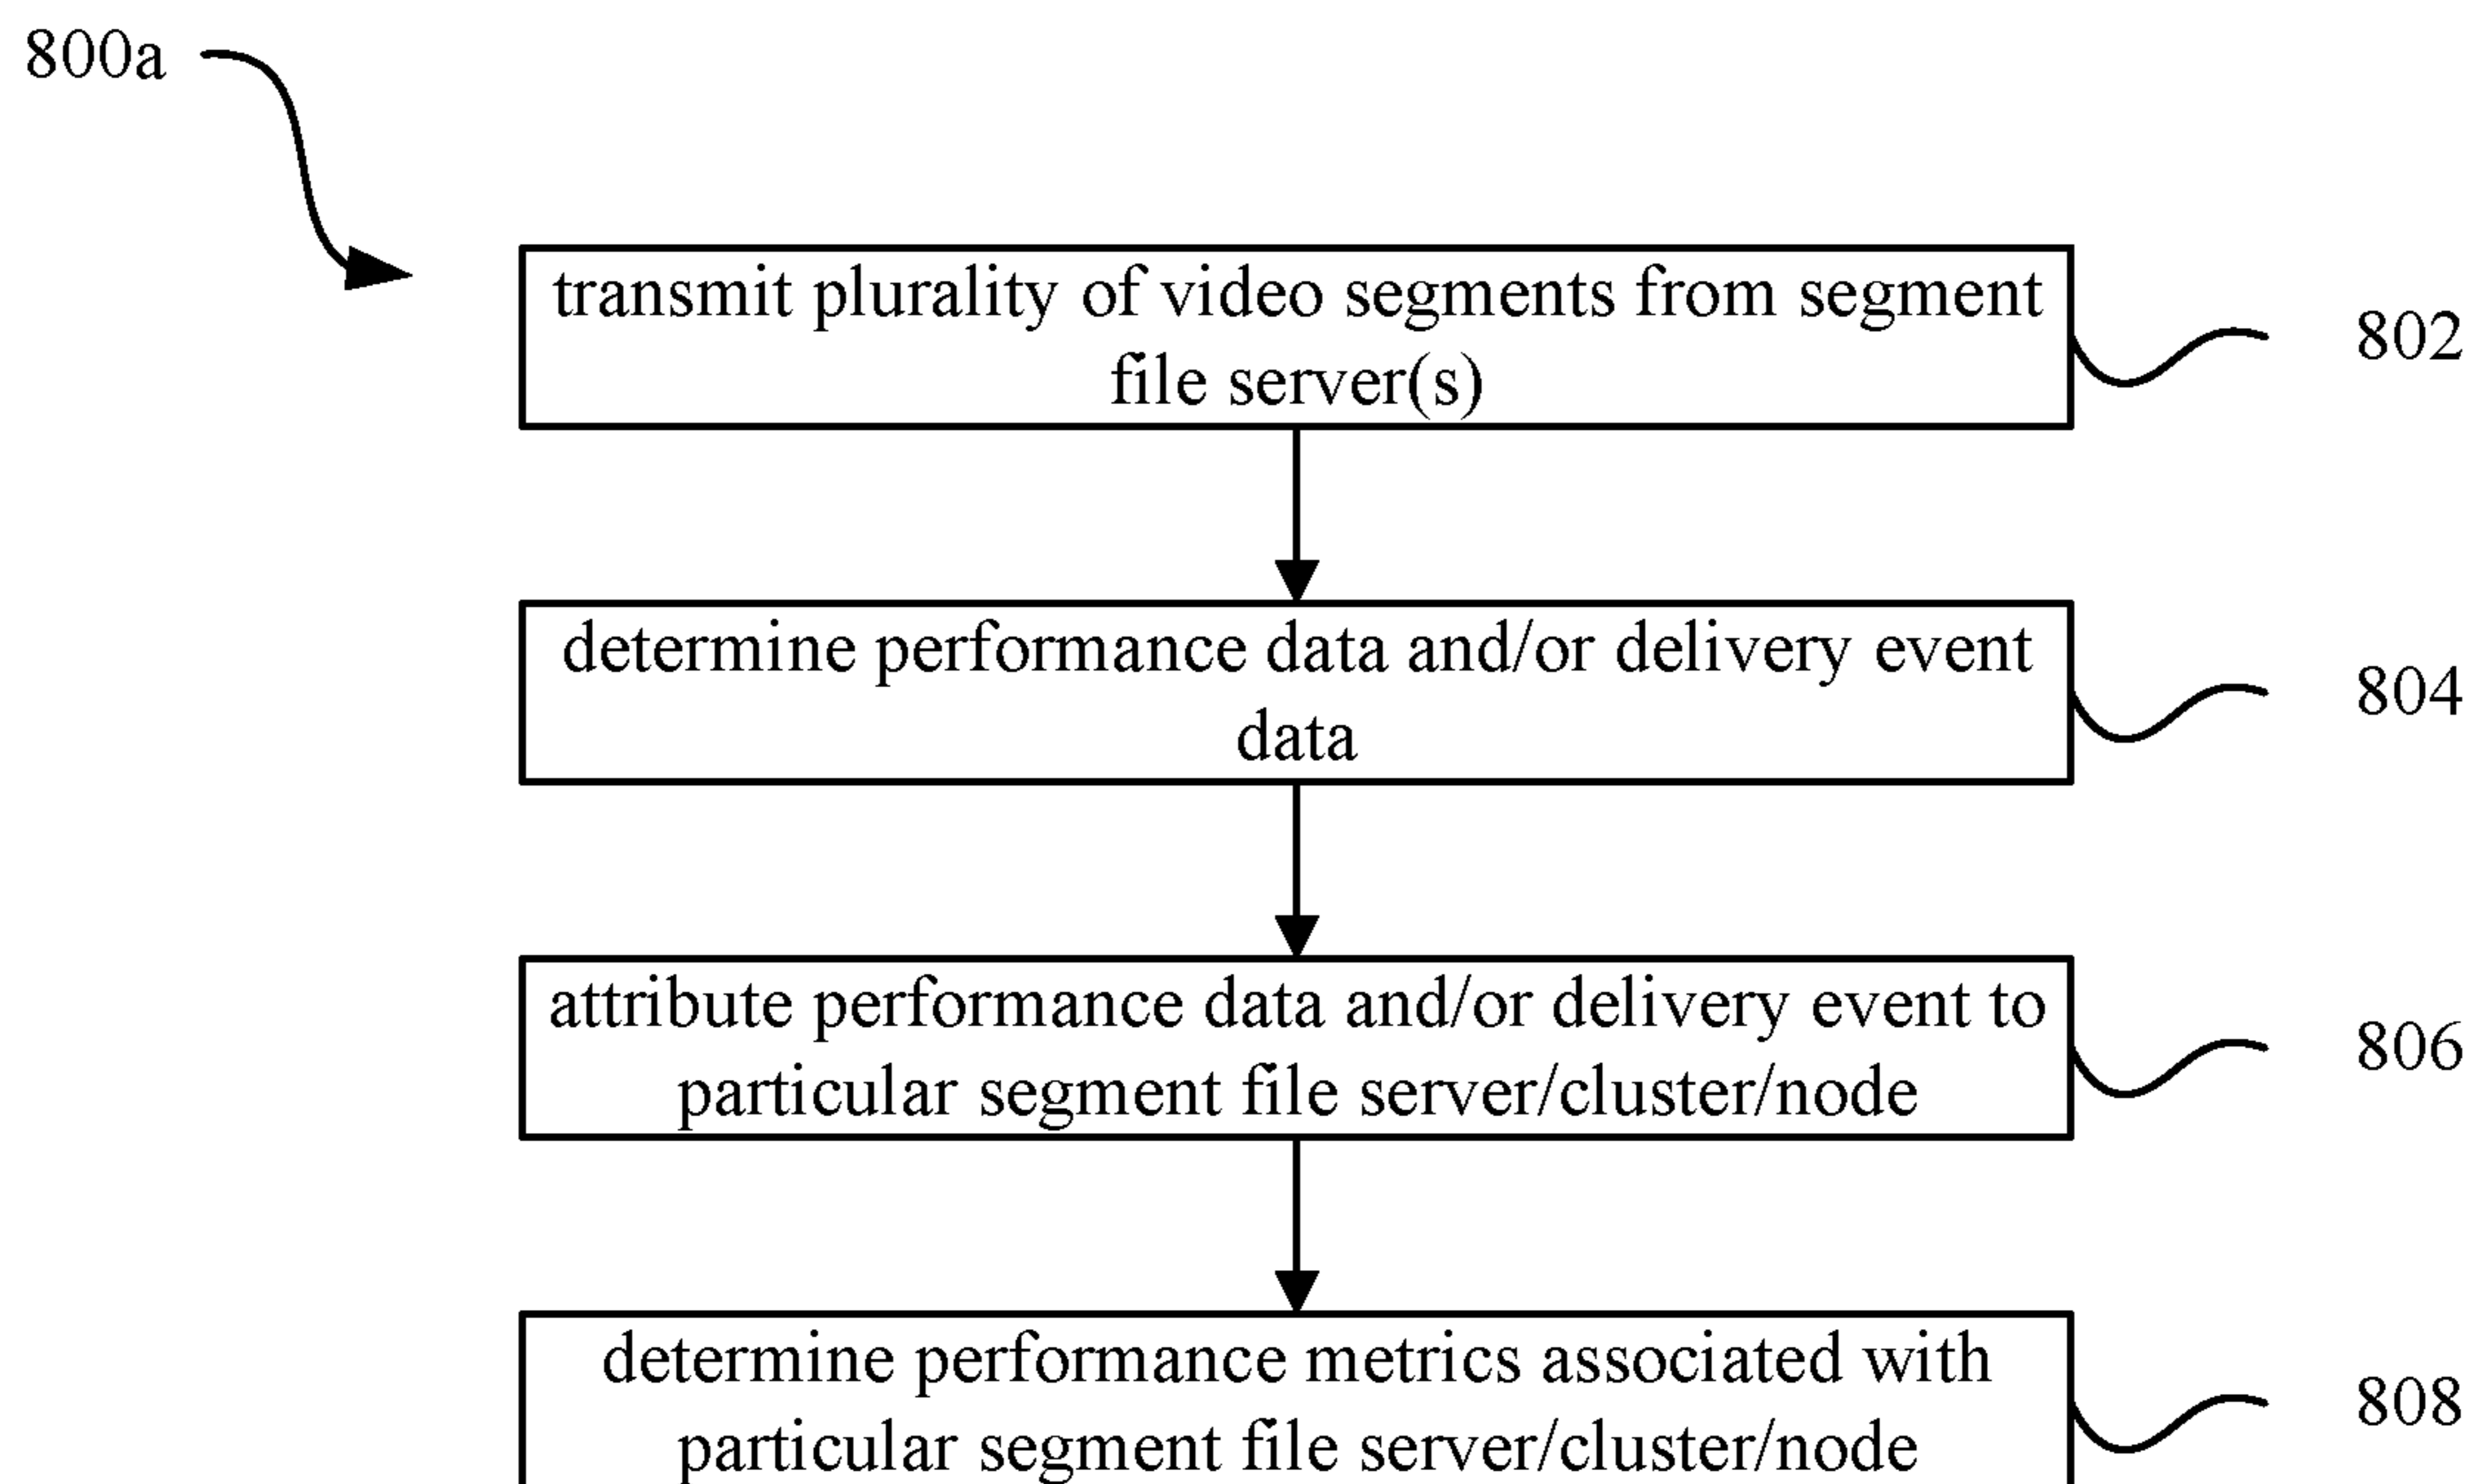 800a
transmit plurality of video segments from segment
file server(s)
802
determine performance data and/or delivery event
data
804
attribute performance data and/or delivery event to
particular segment file server/cluster/node
806
determine performance metrics associated with
particular segment file server/cluster/node
808